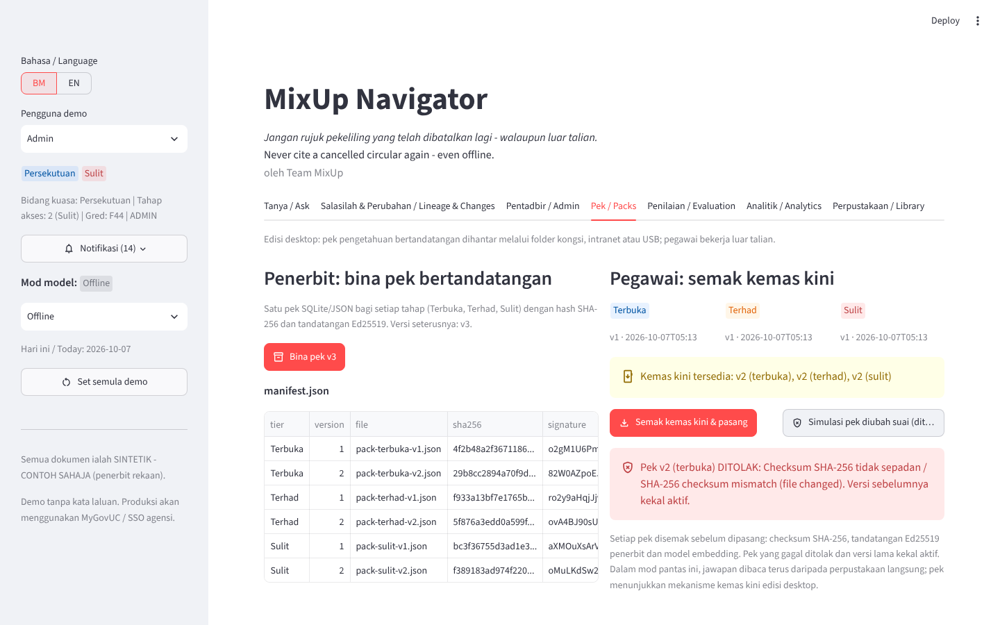 Deploy
Bahasa / Language
BM
EN
Pengguna demo
Admin
Persekutuan Sulit
Bidang kuasa: Persekutuan | Tahap
akses: 2 (Sulit) | Gred: F44 | ADMIN
Notifikasi (14)
Mod model: Offline
Offline
Hari ini / Today: 2026-10-07
Set semula demo
Semua dokumen ialah SINTETIK -
CONTOH SAHAJA (penerbit rekaan).
Demo tanpa kata laluan. Produksi akan
menggunakan MyGovUC / SSO agensi.
MixUp Navigator
Jangan rujuk pekeliling yang telah dibatalkan lagi - walaupun luar talian.
Never cite a cancelled circular again - even offline.
oleh Team MixUp
Tanya / Ask Salasilah & Perubahan / Lineage & Changes Pentadbir / Admin Pek / Packs Penilaian / Evaluation Analitik / Analytics Perpustakaan / Library
Edisi desktop: pek pengetahuan bertandatangan dihantar melalui folder kongsi, intranet atau USB; pegawai bekerja luar talian.
Penerbit: bina pek bertandatangan
Satu pek SQLite/JSON bagi setiap tahap (Terbuka, Terhad, Sulit) dengan hash SHA-
256 dan tandatangan Ed25519. Versi seterusnya: v3.
Bina pek v3
manifest.json
tier version file sha256 signature
Terbuka 1 pack-terbuka-v1.json 4f2b48a2f3671186... o2gM1U6Pm
Terbuka 2 pack-terbuka-v2.json 29b8cc2894a70f9d... 82W0AZpoE.
Terhad 1 pack-terhad-v1.json f933a13bf7e1765b... ro2y9aHqjJj
Terhad 2 pack-terhad-v2.json 5f876a3edd0a599f... ovA4BJ90sU
Sulit 1 pack-sulit-v1.json bc3f36755d3ad1e3... aXMOuXsArV
Sulit 2 pack-sulit-v2.json f389183ad974f220... oMuLKdSw2
Pegawai: semak kemas kini
Terbuka Terhad Sulit
v1 · 2026-10-07T05:13 v1 · 2026-10-07T05:13 v1 · 2026-10-07T05:13
Kemas kini tersedia: v2 (terbuka), v2 (terhad), v2 (sulit)
Semak kemas kini & pasang
Simulasi pek diubah suai (dit...
Pek v2 (terbuka) DITOLAK: Checksum SHA-256 tidak sepadan /
SHA-256 checksum mismatch (file changed). Versi sebelumnya
kekal aktif.
Setiap pek disemak sebelum dipasang: checksum SHA-256, tandatangan Ed25519
penerbit dan model embedding. Pek yang gagal ditolak dan versi lama kekal aktif.
Dalam mod pantas ini, jawapan dibaca terus daripada perpustakaan langsung; pek
menunjukkan mekanisme kemas kini edisi desktop.